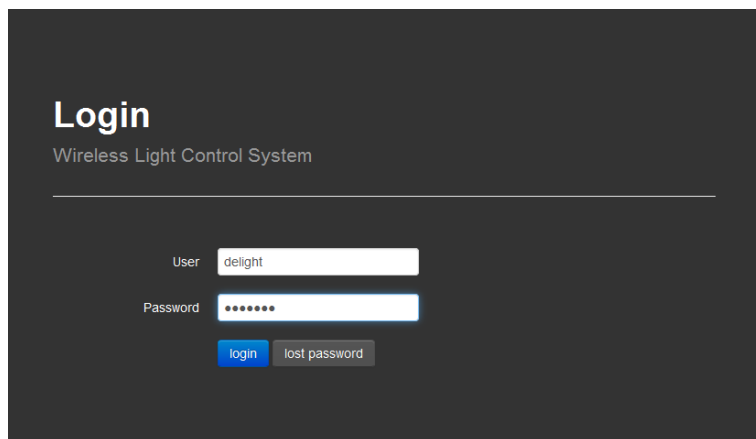 Login
Wireless Light Control System
User delight
Password •••••••
login lost password